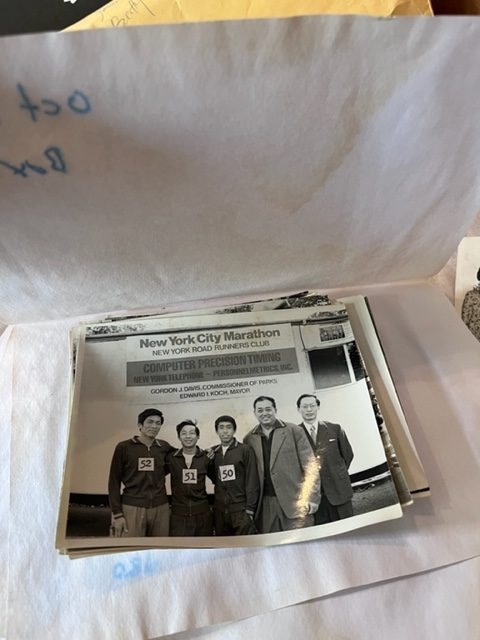 Oct
Box
New York City Marathon
NEW YORK ROAD RUNNERS CLUB
COMPUTER PRECISION TIMING
NEW YORK TELEPHONE – PERSONNELMETRICS, INC.
GORDON J. DAVIS, COMMISSIONER OF PARKS
EDWARD I. KOCH, MAYOR
52
51
50